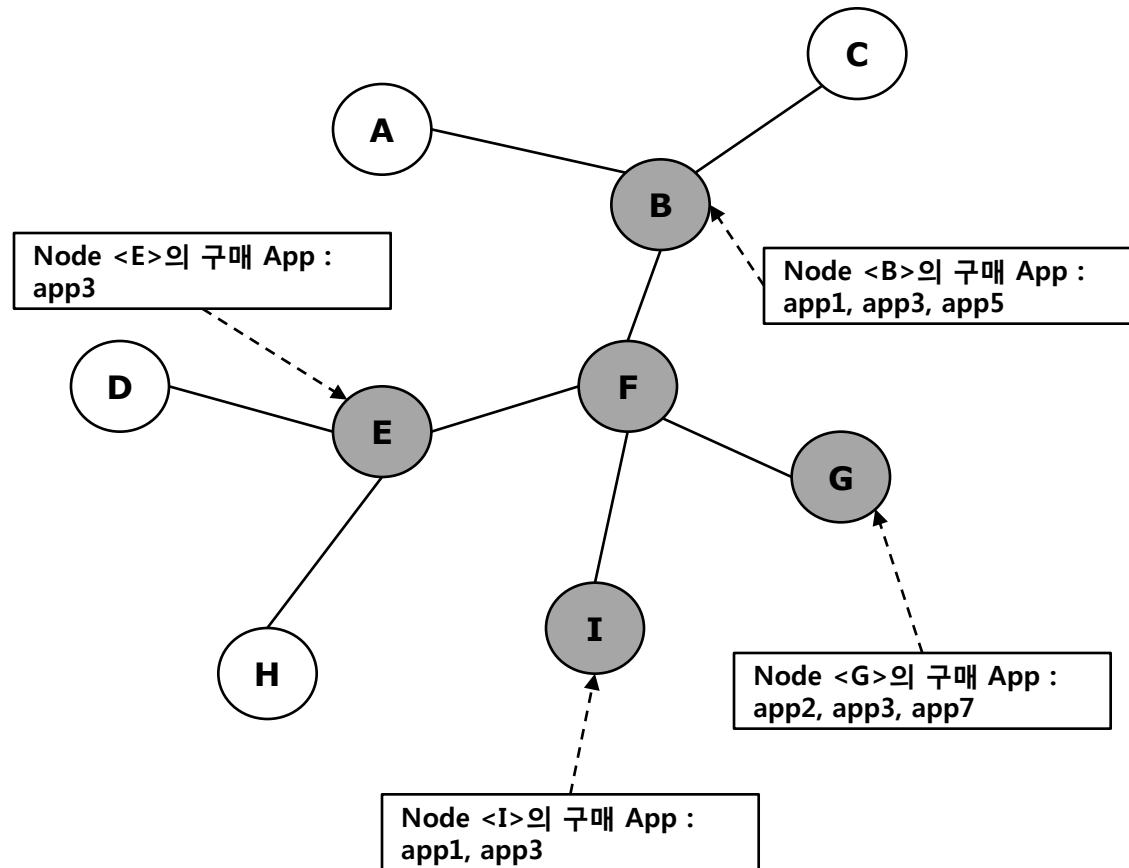 C
A
B
Node <E>의 구매 App :
app3
Node <B>의 구매 App :
app1, app3, app5
D
F
E
G
I
H
Node <G>의 구매 App :
app2, app3, app7
Node <I>의 구매 App :
app1, app3